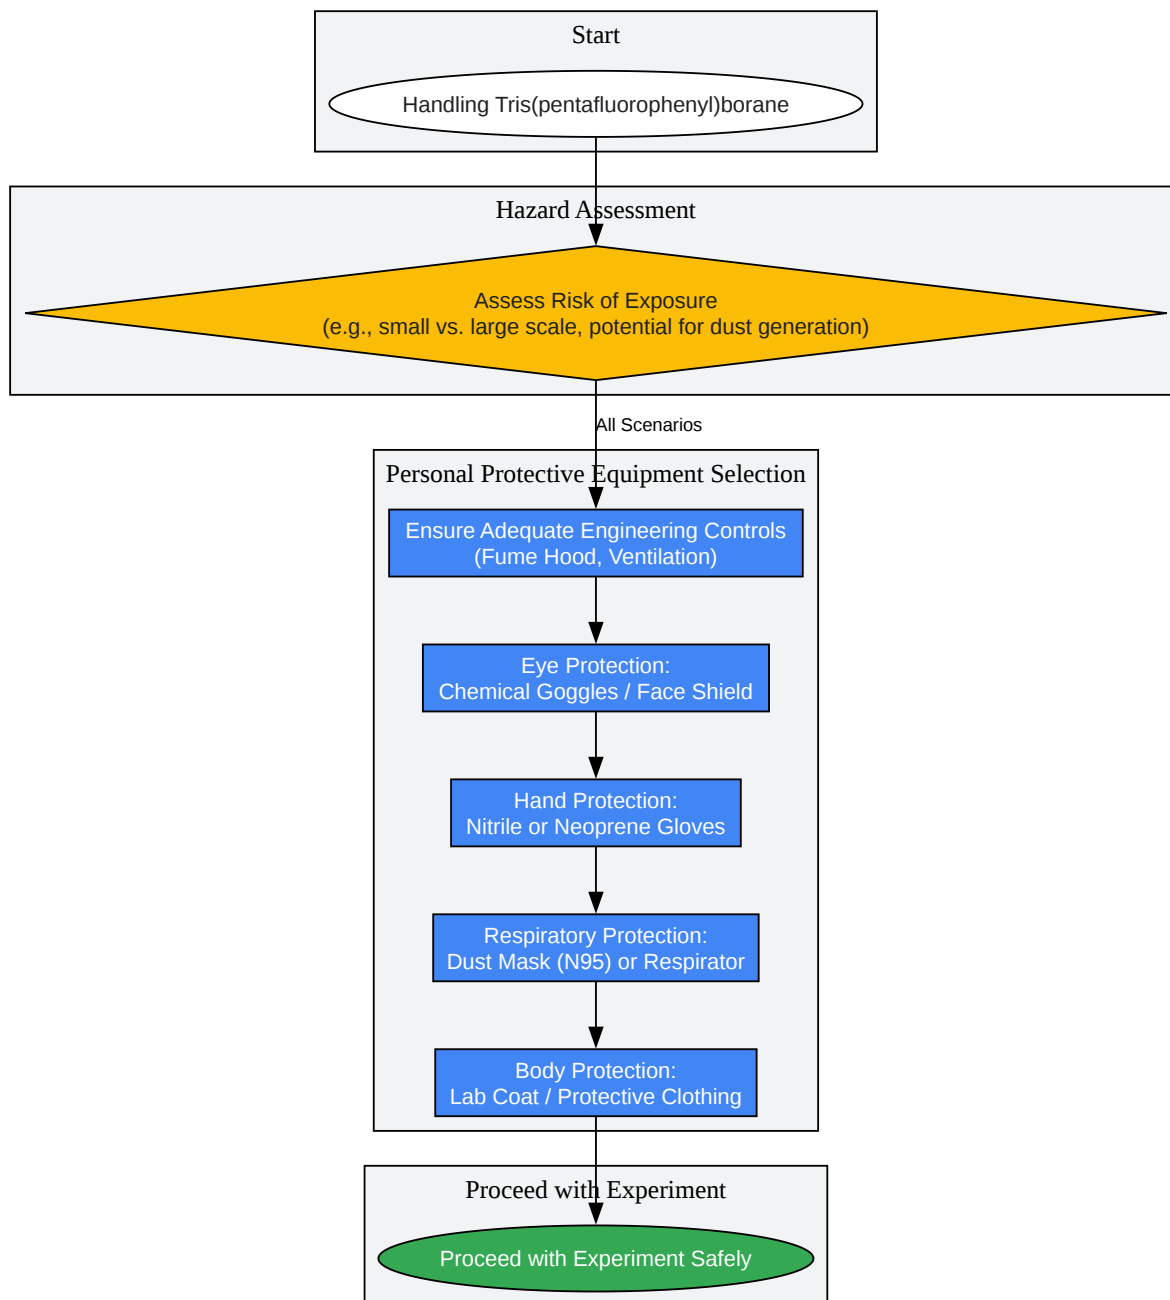 Start
Handling Tris(pentafluorophenyl)borane
Hazard Assessment
Assess Risk of Exposure
(e.g., small vs. large scale, potential for dust generation)
All Scenarios
Personal Protective Equipment Selection
Ensure Adequate Engineering Controls
(Fume Hood, Ventilation)
Eye Protection:
Chemical Goggles / Face Shield
Hand Protection:
Nitrile or Neoprene Gloves
Respiratory Protection:
Dust Mask (N95) or Respirator
Body Protection:
Lab Coat / Protective Clothing
Proceed with Experiment
Proceed with Experiment Safely